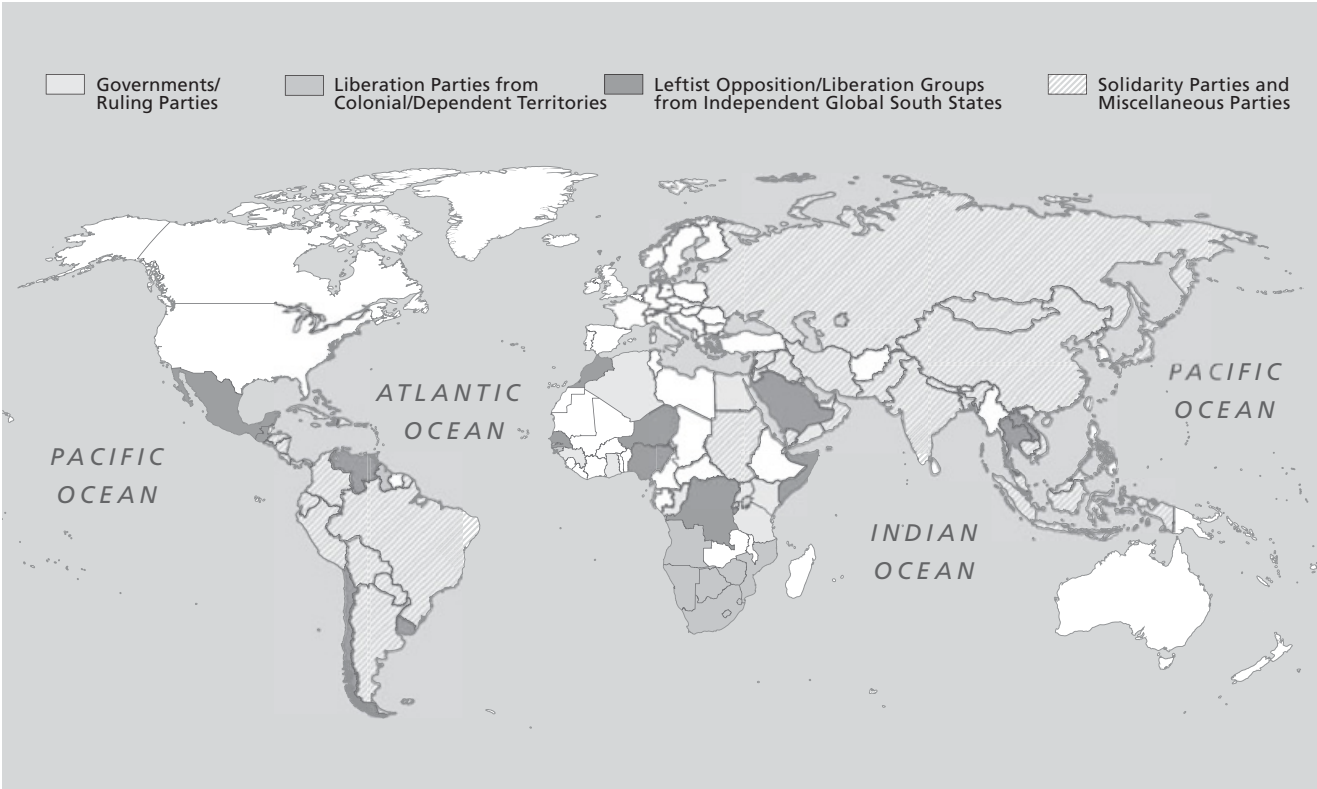 Governments/
Ruling Parties
Liberation Parties from
Colonial/Dependent Territories
Leftist Opposition/Liberation Groups
from Independent Global South States
Solidarity Parties and
Miscellaneous Parties
ATLANTIC
OCEAN
PACIFIC
OCEAN
PACIFIC
OCEAN
INDIAN
OCEAN